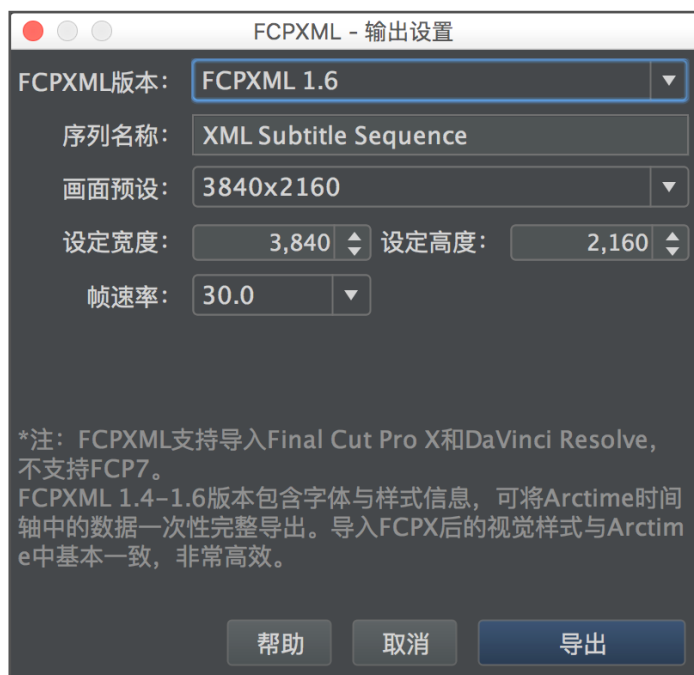 FCPXML - 输出设置
FCPXML版本： FCPXML 1.6
序列名称： XML Subtitle Sequence
画面预设： 3840x2160
设定宽度： 3,840 设定高度： 2,160
帧速率： 30.0
*注：FCPXML支持导入Final Cut Pro X和DaVinci Resolve，
不支持FCP7。
FCPXML 1.4-1.6版本包含字体与样式信息，可将Arctime时间
轴中的数据一次性完整导出。导入FCPX后的视觉样式与Arctim
e中基本一致，非常高效。
帮助 取消 导出